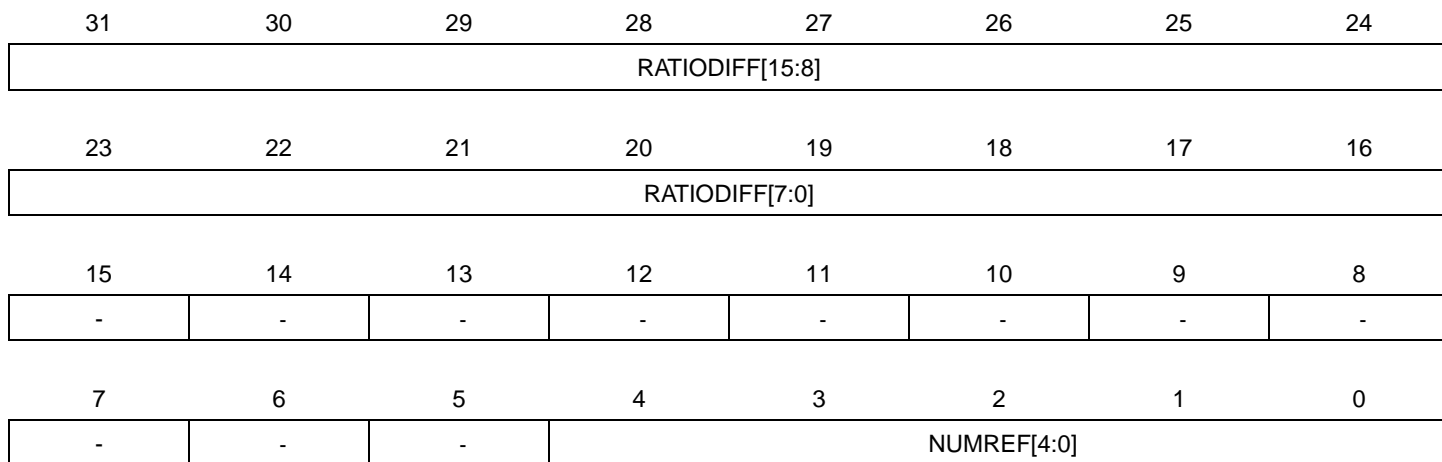 31 30 29 28 27 26 25 24
RATIODIFF[15:8]
23 22 21 20 19 18 17 16
RATIODIFF[7:0]
15 14 13 12 11 10 9 8
- - - - - - - -
7 6 5 4 3 2 1 0
- - - NUMREF[4:0]